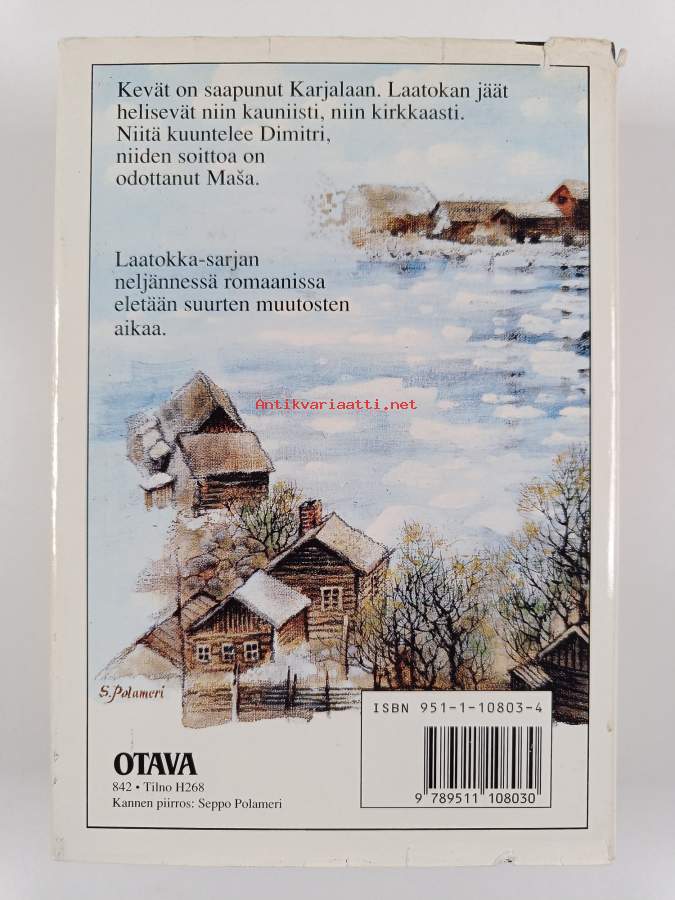 Kevät on saapunut Karjalaan. Laatokan jäät
helisevät niin kauniisti, niin kirkkaasti.
Niitä kuuntelee Dimitri,
niiden soittoa on
odottanut Maša.
Laatokka-sarjan
neljännessä romaanissa
eletään suurten muutosten
aikaa.
Antikvariaatti.net
S. Polameri
ISBN 951-1-10803-4
OTAVA
842 • Tilno H268
Kannen piirros: Seppo Polameri
9 789511 108030